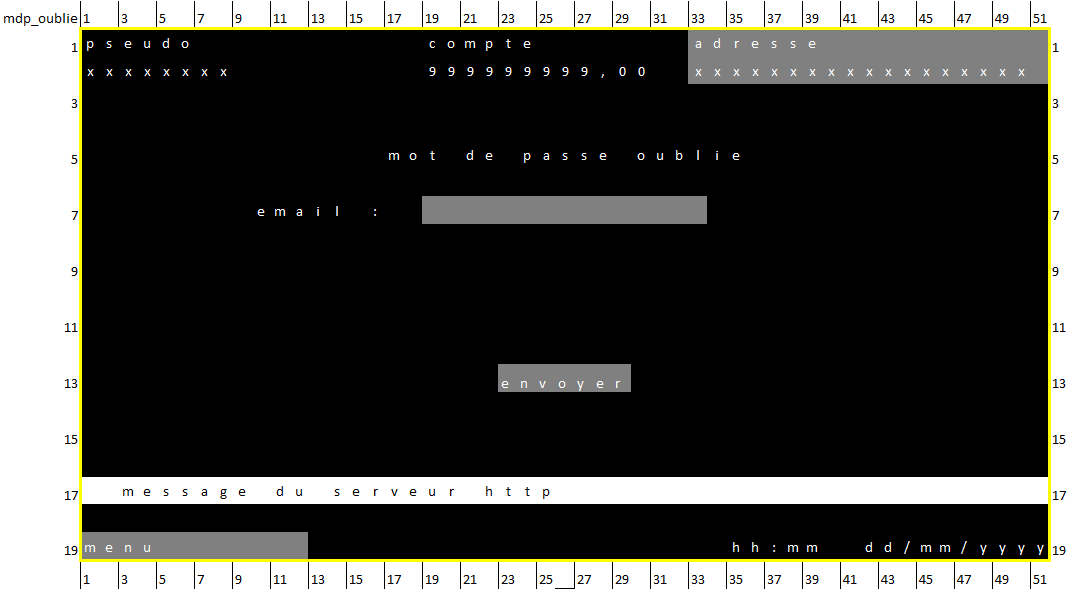 mdp_oublie 1 3 5 7 9 11 13 15 17 19 21 23 25 27 29 31 33 35 37 39 41 43 45 47 49 51
1 pseudo compte adresse 1
xxxxxxxx 999999999,00 xxxxxxxxxxxxxxxxxx
3 3
5 mot de passe oublie 5
7 email : 7
9 9
11 11
13 envoyer 13
15 15
17 message du serveur http 17
19 menu hh:mm dd/mm/yyyy 19
1 3 5 7 9 11 13 15 17 19 21 23 25 27 29 31 33 35 37 39 41 43 45 47 49 51